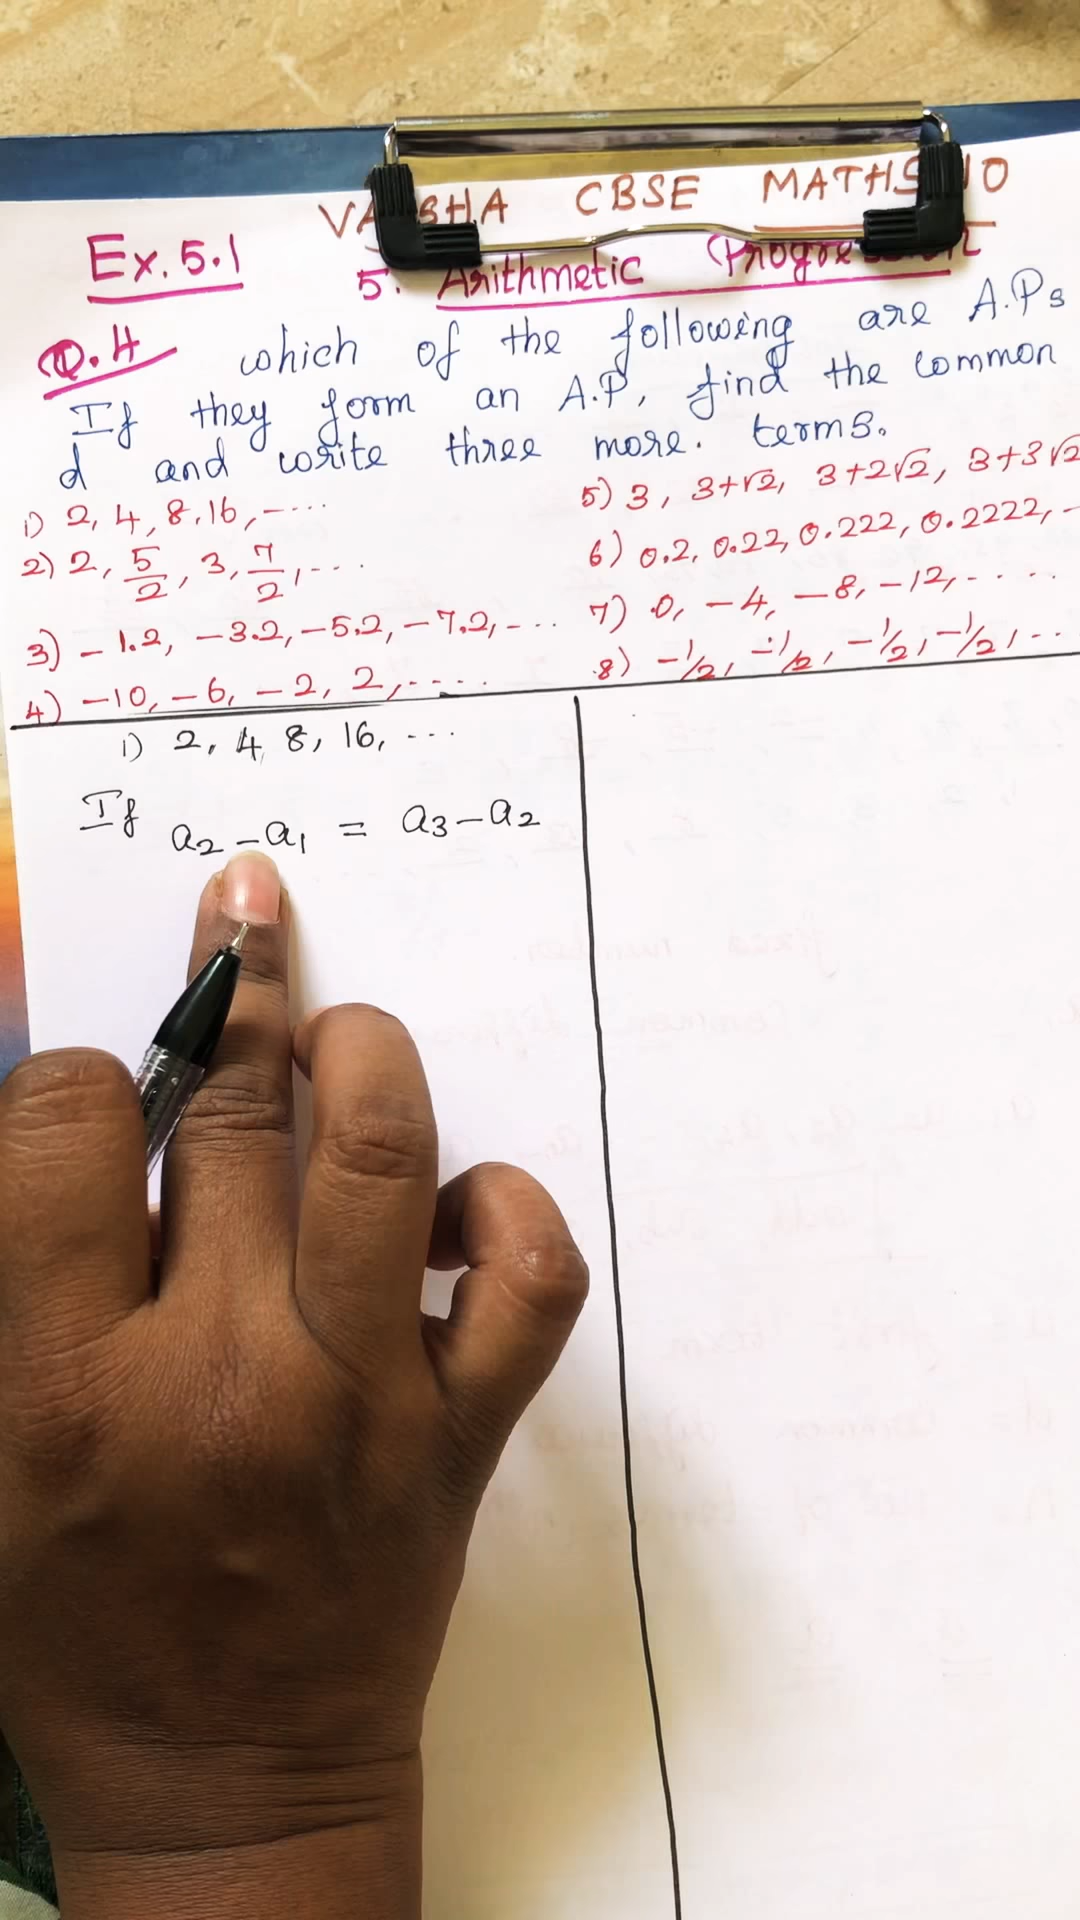 CBSE MATHS 10
Ex. 5.1
5. Arithmetic
Q.4 which of the following are A.Ps
If they form an A.P, find the common
d and write three more. terms.
1) 2, 4, 8, 16, ----
2) 2, 5/2, 3, 7/2, ---
3) -1.2, -3.2, -5.2, -7.2, ----
4) -10, -6, -2, 2, ----
5) 3, 3+√2, 3+2√2, 3+3√2
6) 0.2, 0.22, 0.222, 0.2222, -
7) 0, -4, -8, -12, ....
8) -1/2, -1/2, -1/2, -1/2, ...
1) 2, 4, 8, 16, ---
If a₂ - a₁ = a₃ - a₂